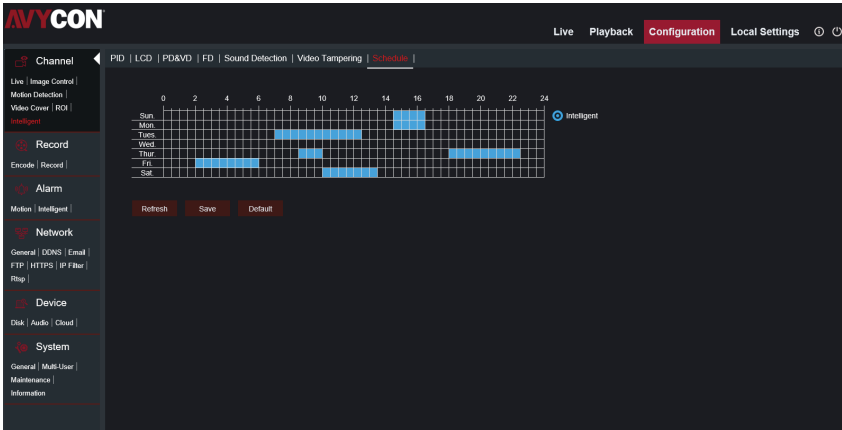 AVYCON
Live Playback Configuration Local Settings
PID | LCD | PD&VD | FD | Sound Detection | Video Tampering | Schedule |
Channel
Live | Image Control |
Motion Detection |
Video Cover | ROI |
Intelligent
Record
Encode | Record |
Alarm
Motion | Intelligent |
Network
General | DDNS | Email |
FTP | HTTPS | IP Filter |
Rtsp |
Device
Disk | Audio | Cloud |
System
General | Multi-User |
Maintenance |
Information
0 2 4 6 8 10 12 14 16 18 20 22 24
Sun.
Mon.
Tues.
Wed.
Thur.
Fri.
Sat.
Intelligent
Refresh Save Default